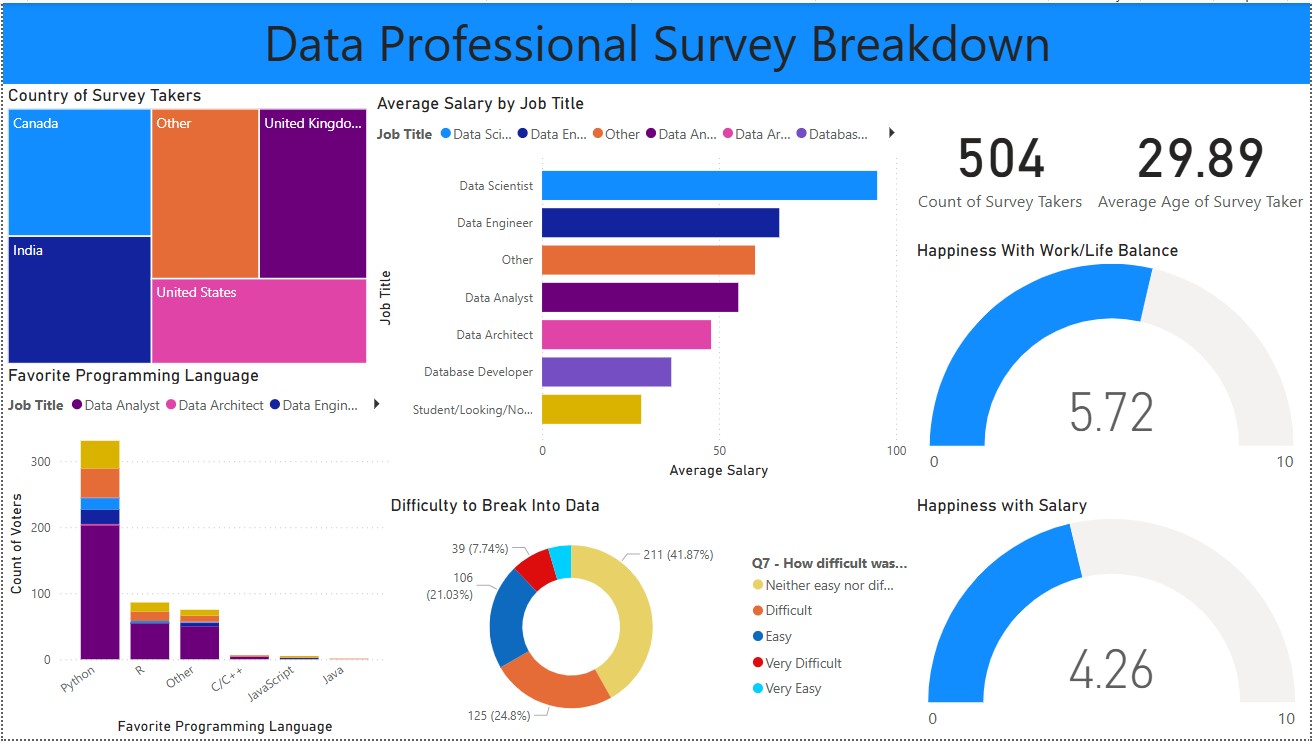 Data Professional Survey Breakdown
Country of Survey Takers
Canada
Other
United Kingdo...
India
United States
Average Salary by Job Title
Job Title Data Sci... Data En... Other Data An... Data Ar... Databas...
Job Title
Data Scientist
Data Engineer
Other
Data Analyst
Data Architect
Database Developer
Student/Looking/No...
0 50 100
Average Salary
504
Count of Survey Takers
29.89
Average Age of Survey Taker
Happiness With Work/Life Balance
5.72
0 10
Favorite Programming Language
Job Title Data Analyst Data Architect Data Engin...
Count of Voters
300
200
100
0
Python R Other C/C++ JavaScript Java
Favorite Programming Language
Difficulty to Break Into Data
39 (7.74%)
211 (41.87%)
106
(21.03%)
125 (24.8%)
Q7 - How difficult was...
Neither easy nor dif...
Difficult
Easy
Very Difficult
Very Easy
Happiness with Salary
4.26
0 10